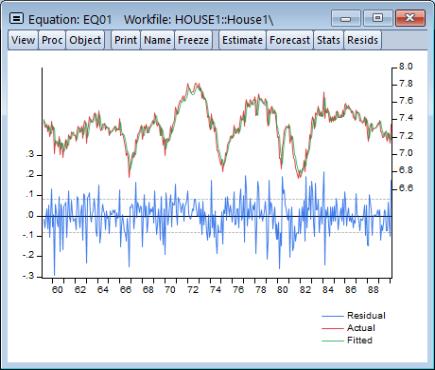 Equation: EQ01 Workfile: HOUSE1::House1\
View Proc Object Print Name Freeze Estimate Forecast Stats Resids
8.0
7.8
7.6
7.4
7.2
7.0
6.8
6.6
.3
.2
.1
.0
-.1
-.2
-.3
60 62 64 66 68 70 72 74 76 78 80 82 84 86 88
Residual
Actual
Fitted